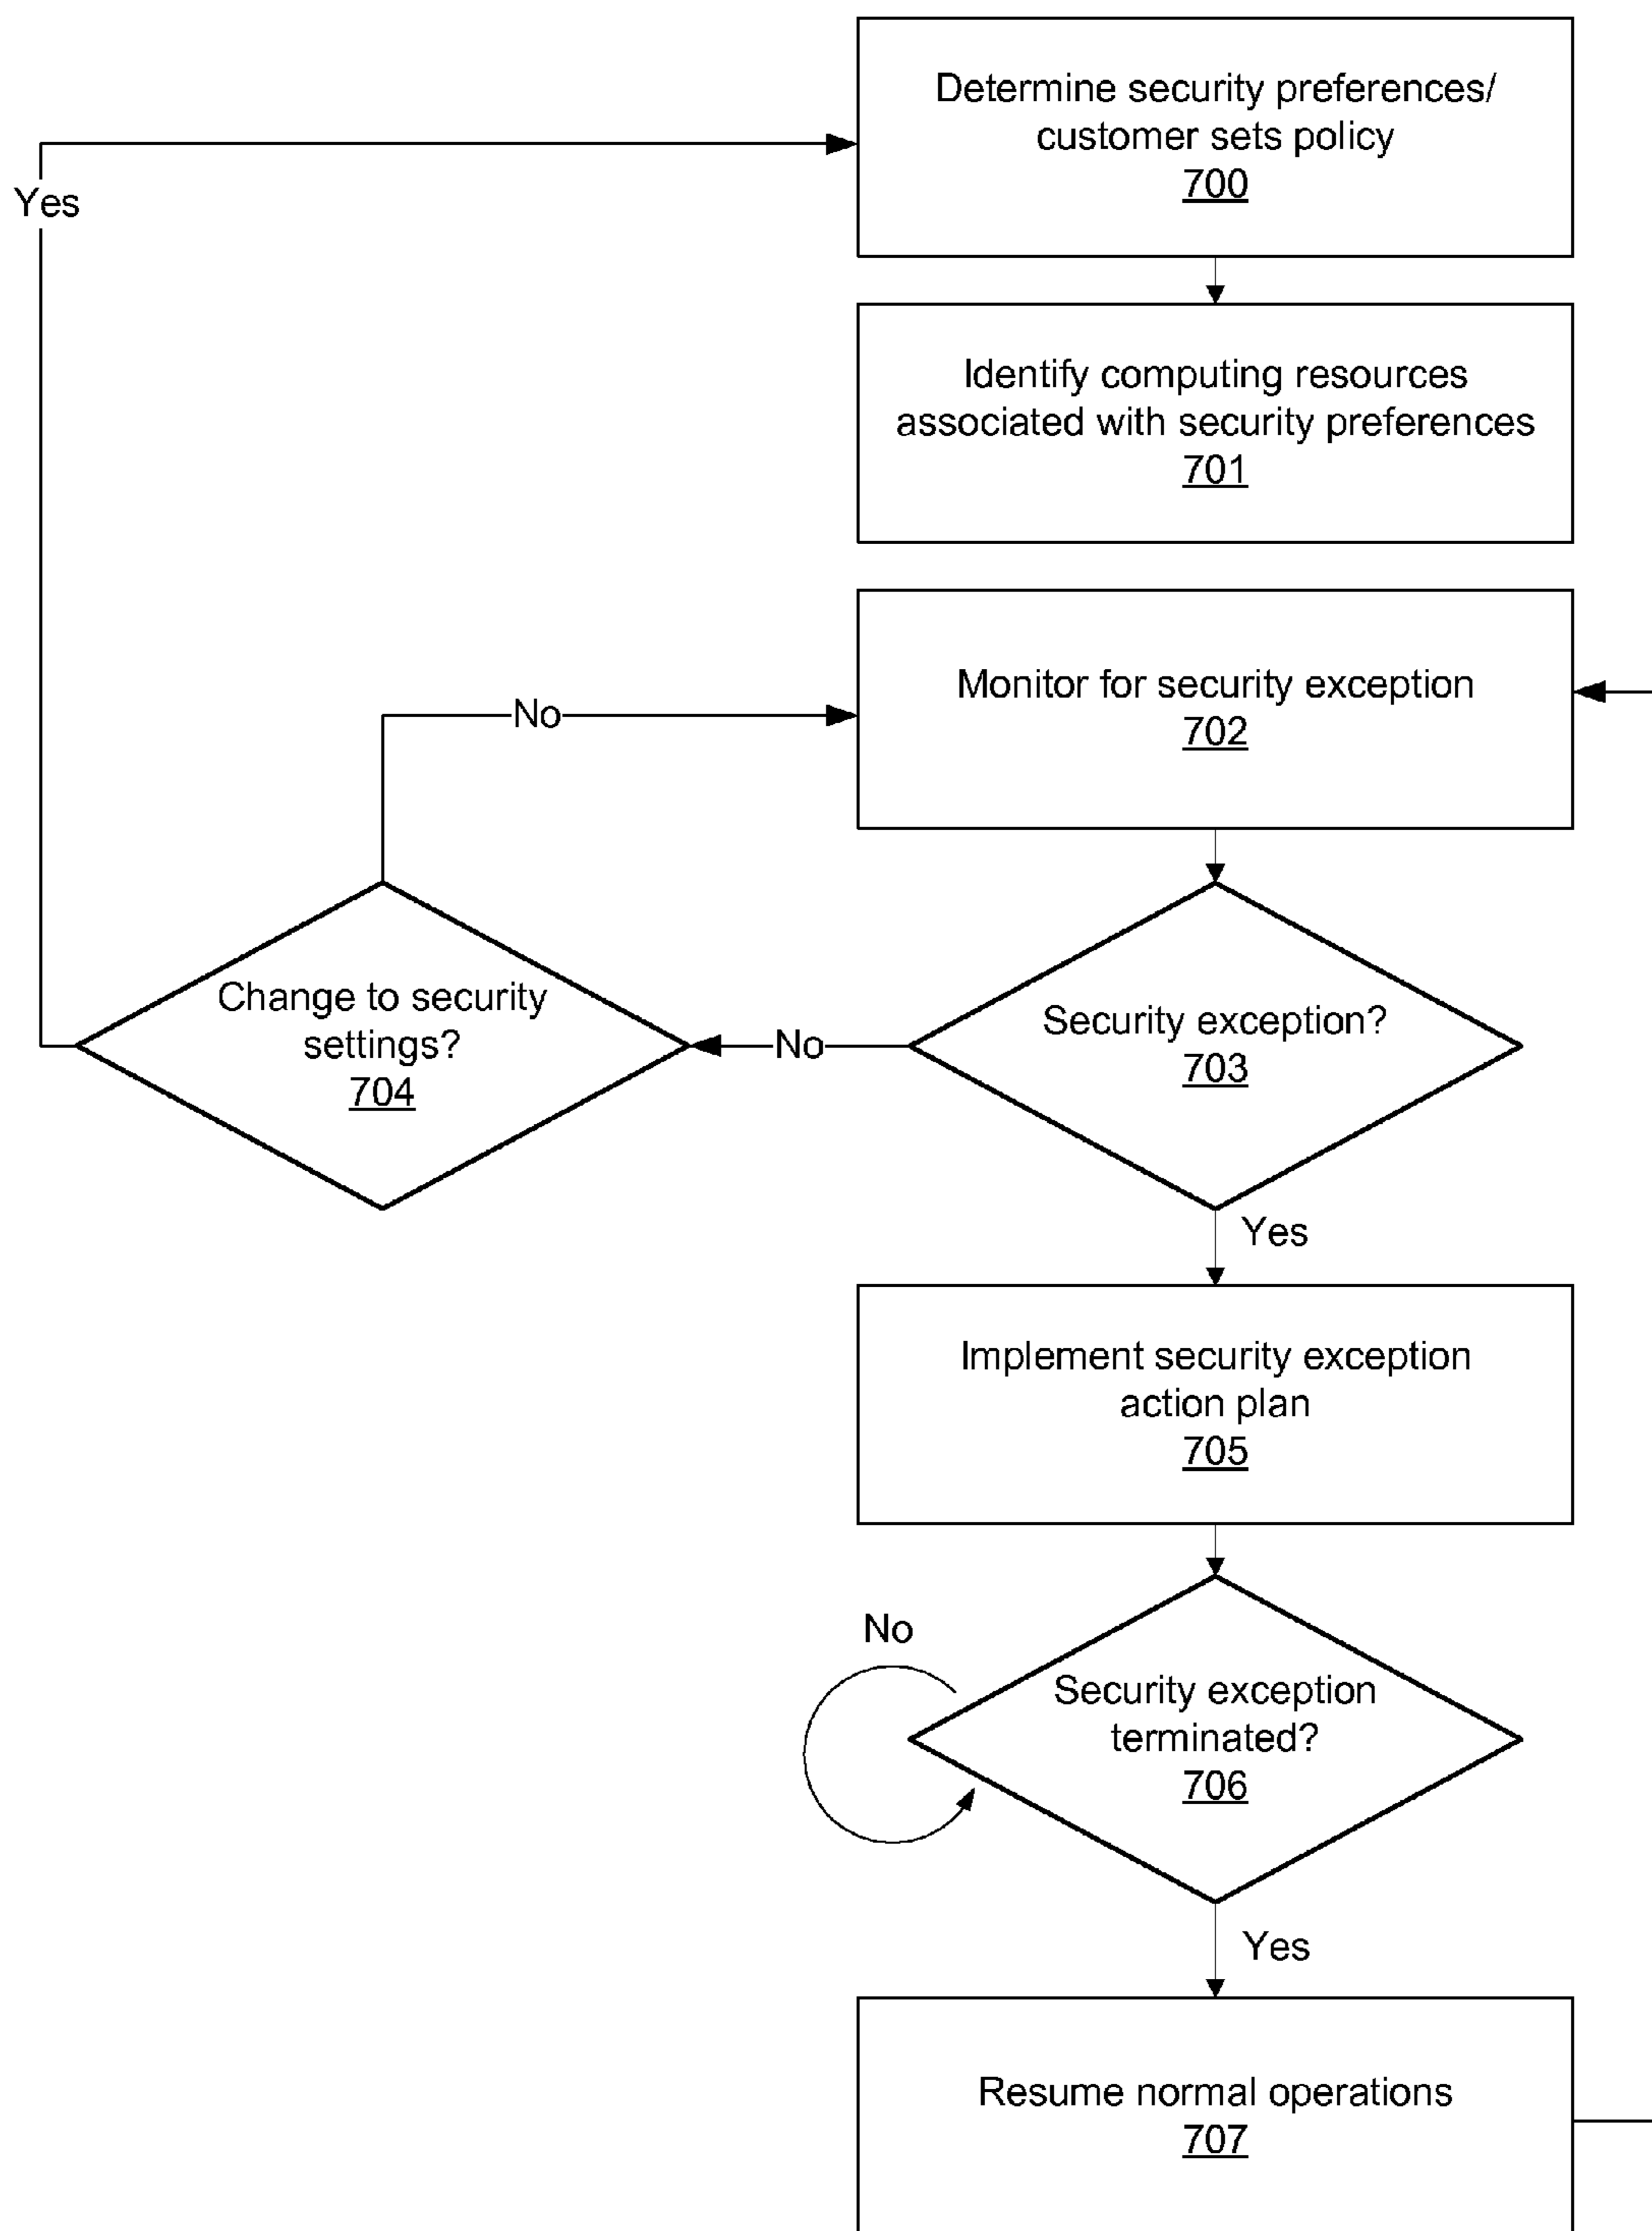 Determine security preferences/
customer sets policy
700
Yes
Identify computing resources
associated with security preferences
701
Monitor for security exception
702
No
Change to security
settings?
704
No
Security exception?
703
Yes
Implement security exception
action plan
705
No
Security exception
terminated?
706
Yes
Resume normal operations
707